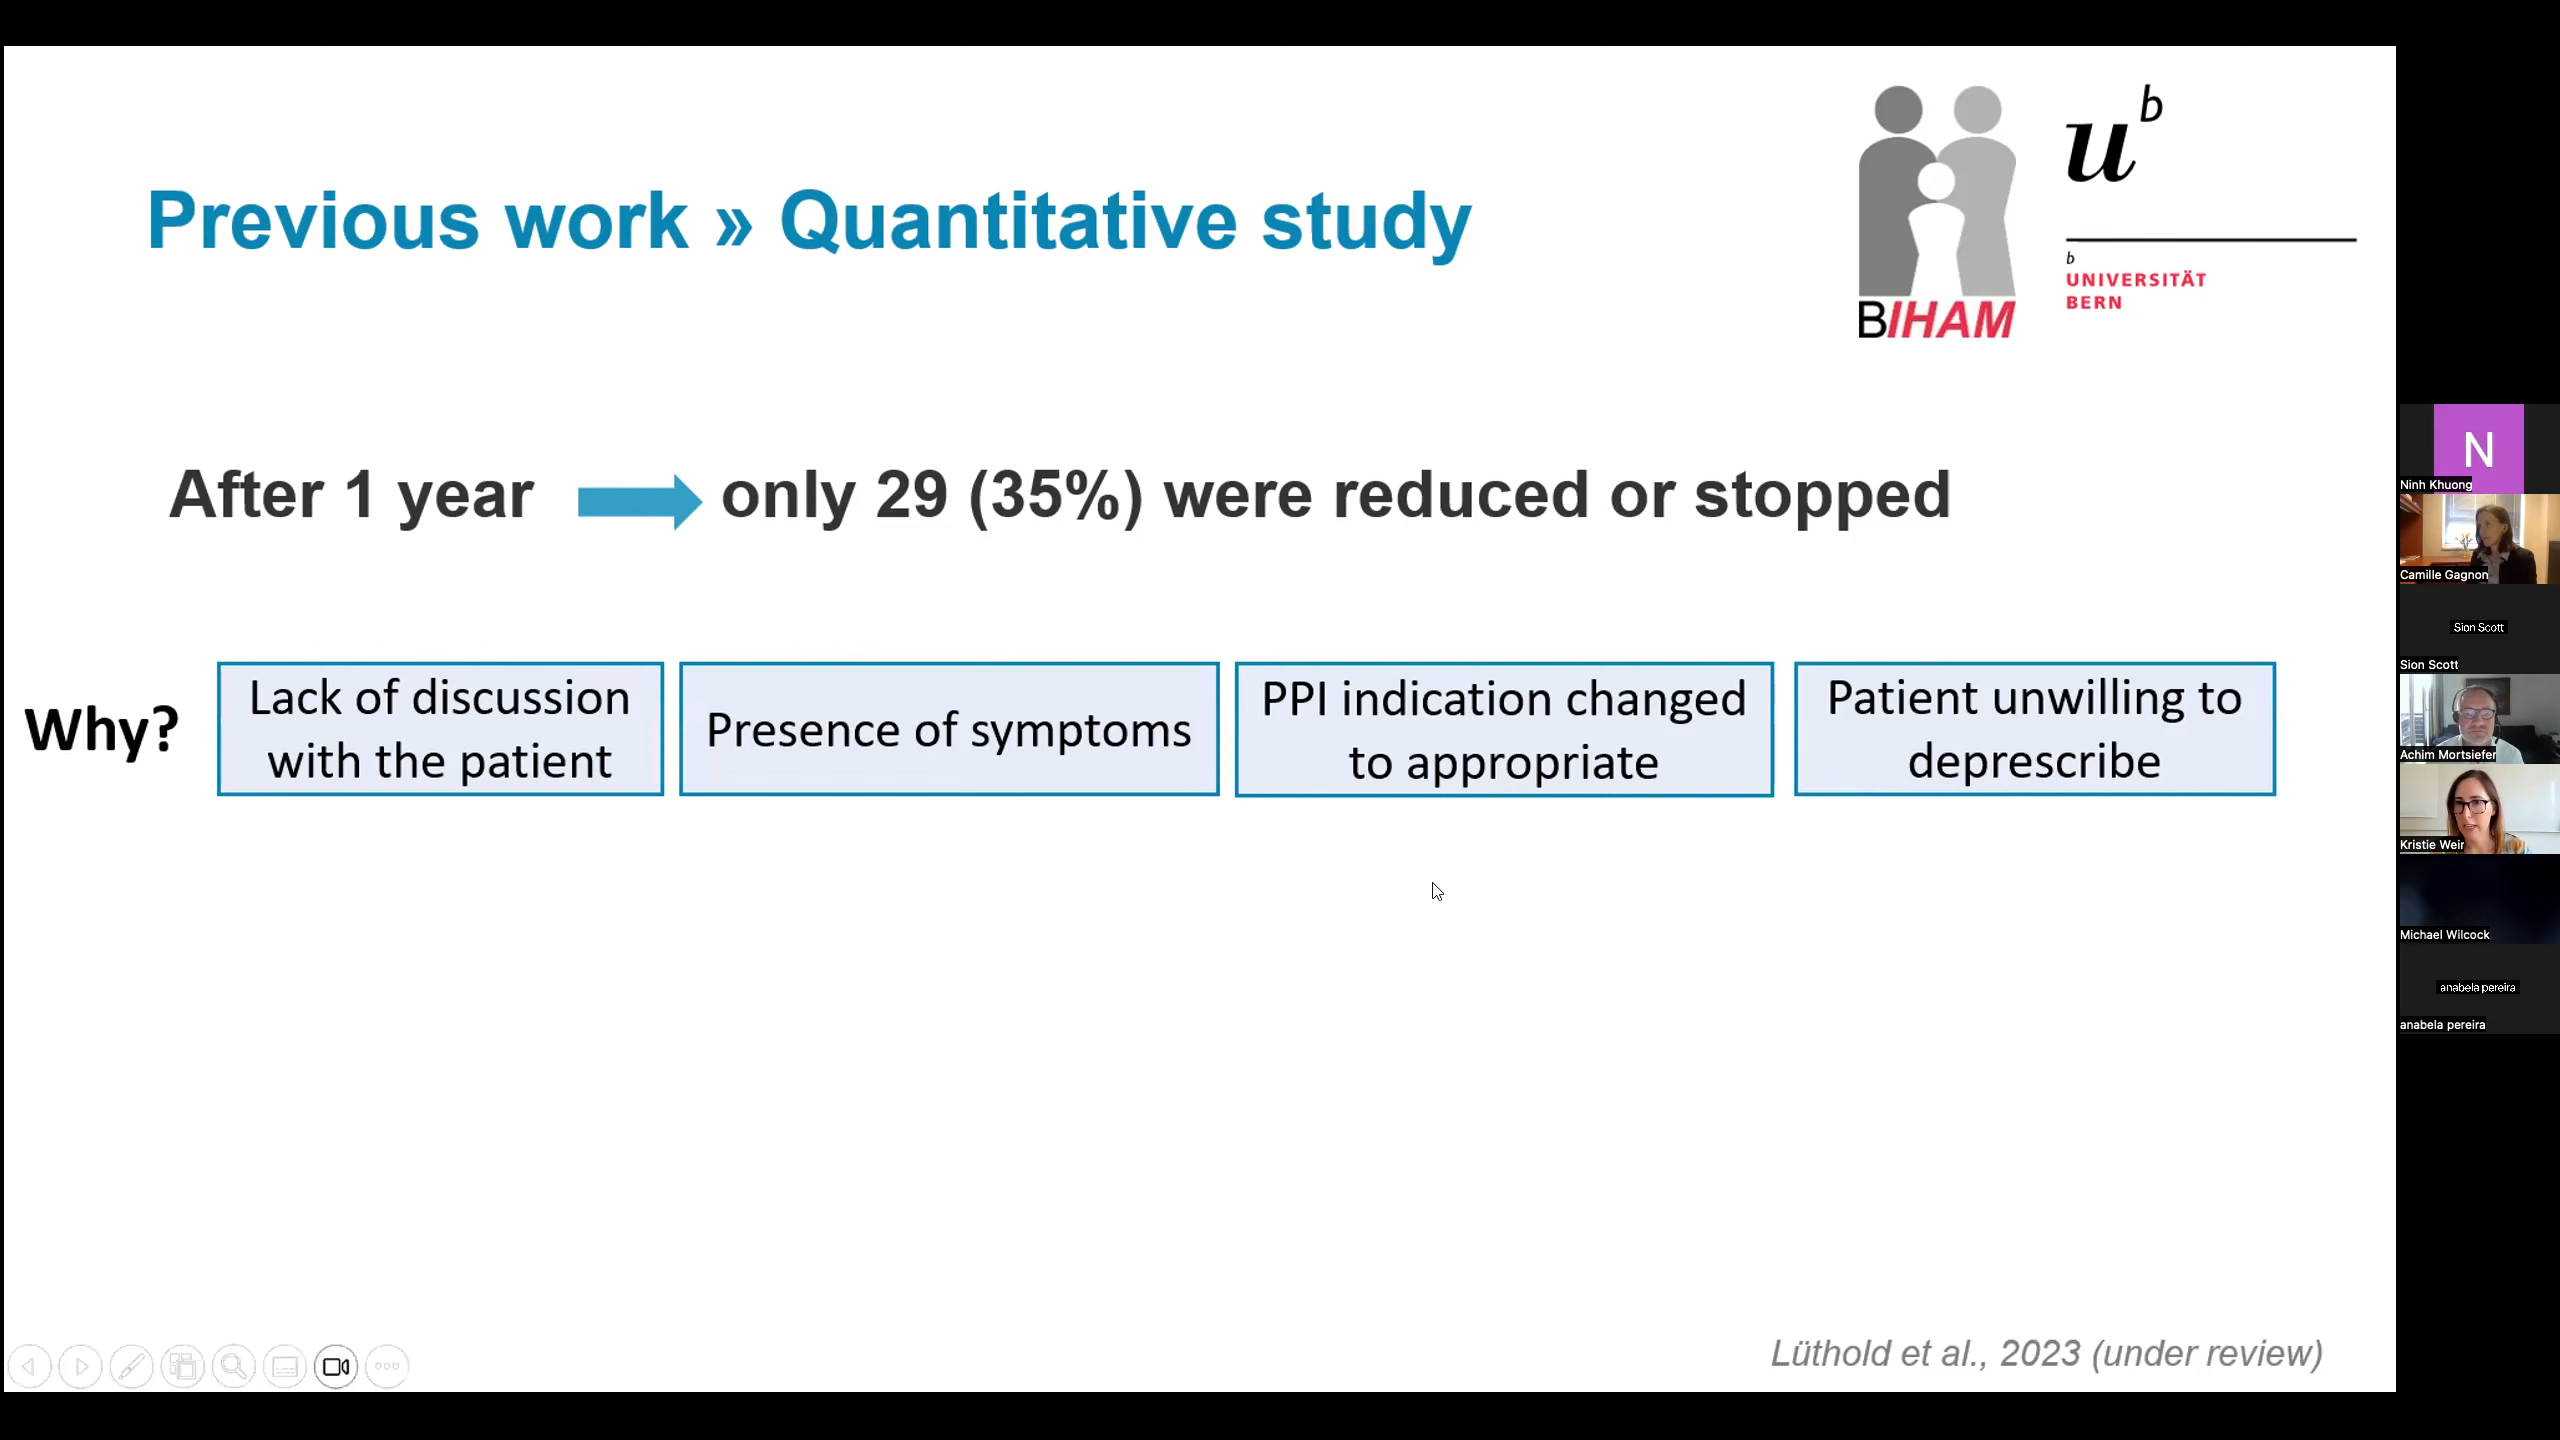 Previous work » Quantitative study
BIHAM
u
b
b
UNIVERSITÄT
BERN
After 1 year
only 29 (35%) were reduced or stopped
Why?
Lack of discussion
with the patient
Presence of symptoms
PPI indication changed
to appropriate
Patient unwilling to
deprescribe
Lüthold et al., 2023 (under review)
N
Ninh Khuong
Camille Gagnon
Sion Scott
Sion Scott
Achim Mortsiefer
Kristie Weir
Michael Wilcock
anabela pereira
anabela pereira